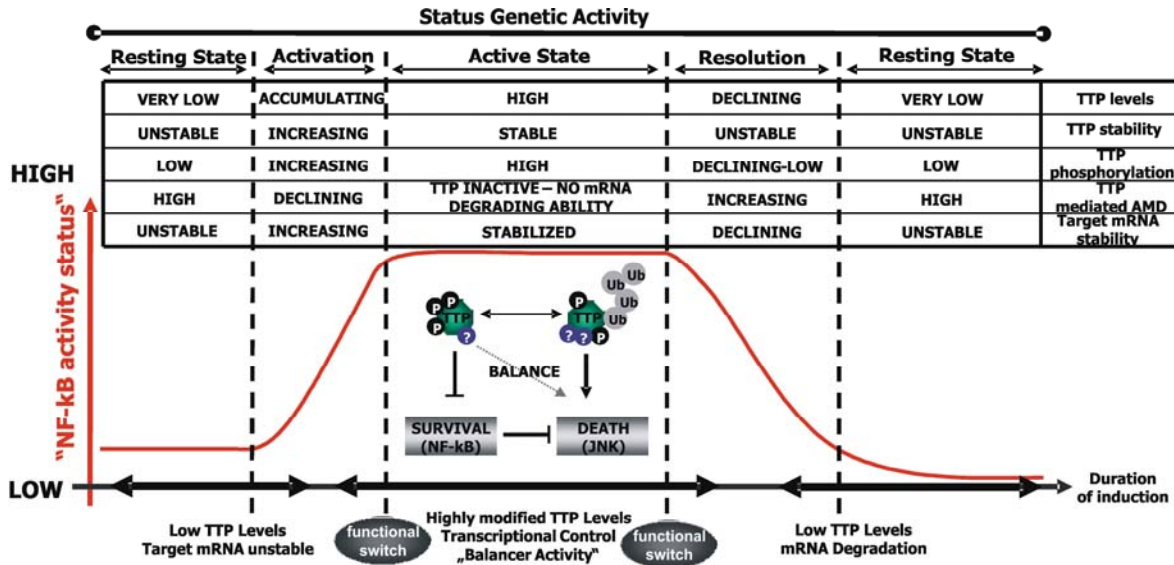 Status Genetic Activity
Resting State Activation Active State Resolution Resting State
VERY LOW ACCUMULATING HIGH DECLINING VERY LOW TTP levels
UNSTABLE INCREASING STABLE UNSTABLE UNSTABLE TTP stability
LOW INCREASING HIGH DECLINING-LOW LOW TTP
phosphorylation
HIGH DECLINING TTP INACTIVE – NO mRNA
DEGRADING ABILITY INCREASING HIGH TTP
mediated AMD
UNSTABLE INCREASING STABILIZED DECLINING UNSTABLE Target mRNA
stability
HIGH
"NF-kB activity status"
LOW
P P P TTP ?
P TTP ? ? P Ub Ub Ub Ub
BALANCE
SURVIVAL
(NF-kB)
DEATH
(JNK)
Duration
of induction
Low TTP Levels
Target mRNA unstable
functional
switch
Highly modified TTP Levels
Transcriptional Control
„Balancer Activity“
functional
switch
Low TTP Levels
mRNA Degradation